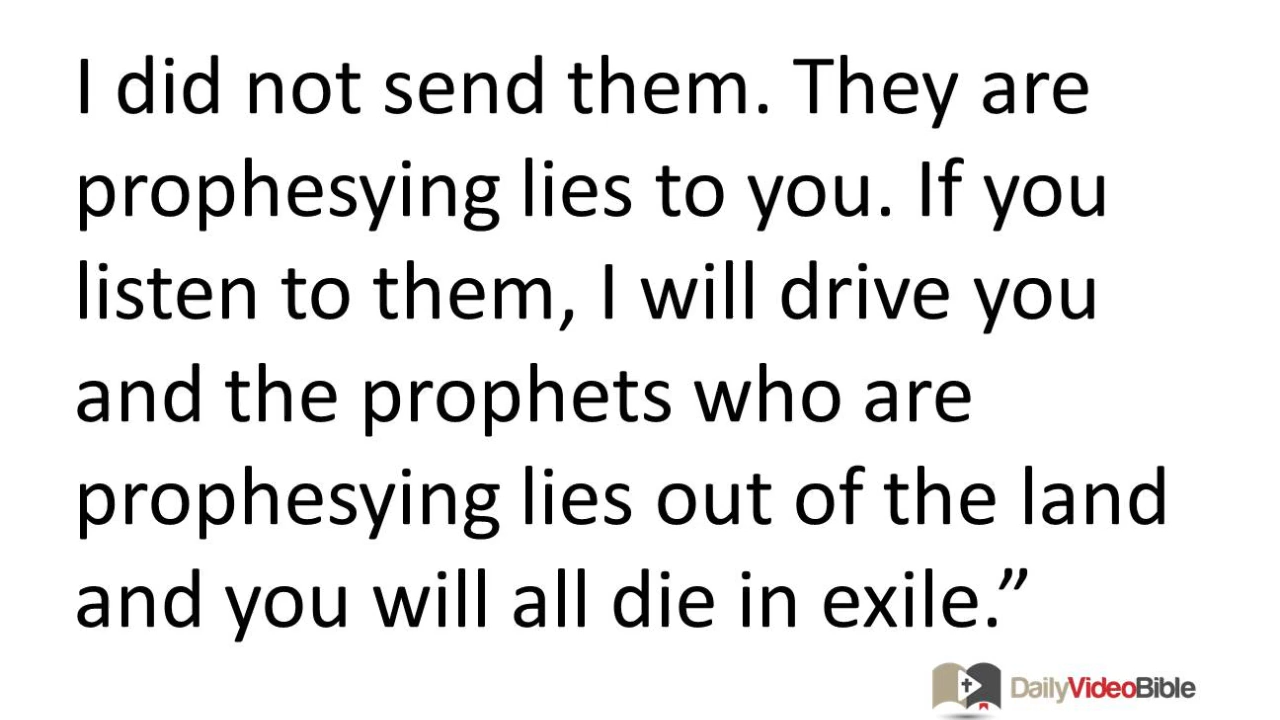 I did not send them. They are
prophesying lies to you. If you
listen to them, I will drive you
and the prophets who are
prophesying lies out of the land
and you will all die in exile.”
DailyVideoBible